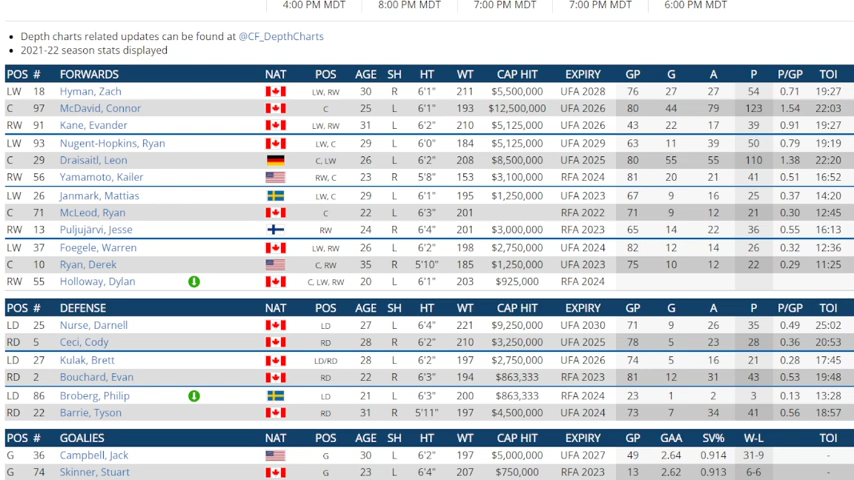 4:00 PM MDT 8:00 PM MDT 7:00 PM MDT 7:00 PM MDT 6:00 PM MDT
• Depth charts related updates can be found at @CF_DepthCharts
• 2021-22 season stats displayed
POS # FORWARDS NAT POS AGE SH HT WT CAP HIT EXPIRY GP G A P P/GP TOI
LW 18 Hyman, Zach LW, RW 30 R 6'1" 211 $5,500,000 UFA 2028 76 27 27 54 0.71 19:27
C 97 McDavid, Connor C 25 L 6'1" 193 $12,500,000 UFA 2026 80 44 79 123 1.54 22:03
RW 91 Kane, Evander LW, RW 31 L 6'2" 210 $5,125,000 UFA 2026 43 22 17 39 0.91 19:27
LW 93 Nugent-Hopkins, Ryan LW, C 29 L 6'0" 184 $5,125,000 UFA 2029 63 11 39 50 0.79 19:19
C 29 Draisaitl, Leon C, LW 26 L 6'2" 208 $8,500,000 UFA 2025 80 55 55 110 1.38 22:20
RW 56 Yamamoto, Kailer RW, C 23 R 5'8" 153 $3,100,000 RFA 2024 81 20 21 41 0.51 16:52
LW 26 Janmark, Mattias LW, C 29 L 6'1" 195 $1,250,000 UFA 2023 67 9 16 25 0.37 14:20
C 71 McLeod, Ryan C 22 L 6'3" 201 RFA 2022 71 9 12 21 0.30 12:45
RW 13 Puljujärvi, Jesse RW 24 R 6'4" 201 $3,000,000 RFA 2023 65 14 22 36 0.55 16:13
LW 37 Foegele, Warren LW, RW 26 L 6'2" 198 $2,750,000 UFA 2024 82 12 14 26 0.32 12:36
C 10 Ryan, Derek C, RW 35 R 5'10" 185 $1,250,000 UFA 2023 75 10 12 22 0.29 11:25
RW 55 Holloway, Dylan C, LW, RW 20 L 6'1" 203 $925,000 RFA 2024
POS # DEFENSE NAT POS AGE SH HT WT CAP HIT EXPIRY GP G A P P/GP TOI
LD 25 Nurse, Darnell LD 27 L 6'4" 221 $9,250,000 UFA 2030 71 9 26 35 0.49 25:02
RD 5 Ceci, Cody RD 28 R 6'2" 210 $3,250,000 UFA 2025 78 5 23 28 0.36 20:53
LD 27 Kulak, Brett LD/RD 28 L 6'2" 197 $2,750,000 UFA 2026 74 5 16 21 0.28 17:45
RD 2 Bouchard, Evan RD 22 R 6'3" 194 $863,333 RFA 2023 81 12 31 43 0.53 19:48
LD 86 Broberg, Philip LD 21 L 6'3" 200 $863,333 RFA 2024 23 1 2 3 0.13 13:28
RD 22 Barrie, Tyson RD 31 R 5'11" 197 $4,500,000 UFA 2024 73 7 34 41 0.56 18:57
POS # GOALIES NAT POS AGE SH HT WT CAP HIT EXPIRY GP GAA SV% W-L TOI
G 36 Campbell, Jack G 30 L 6'2" 197 $5,000,000 UFA 2027 49 2.64 0.914 31-9 -
G 74 Skinner, Stuart G 23 L 6'4" 207 $750,000 RFA 2023 13 2.62 0.913 6-6 -